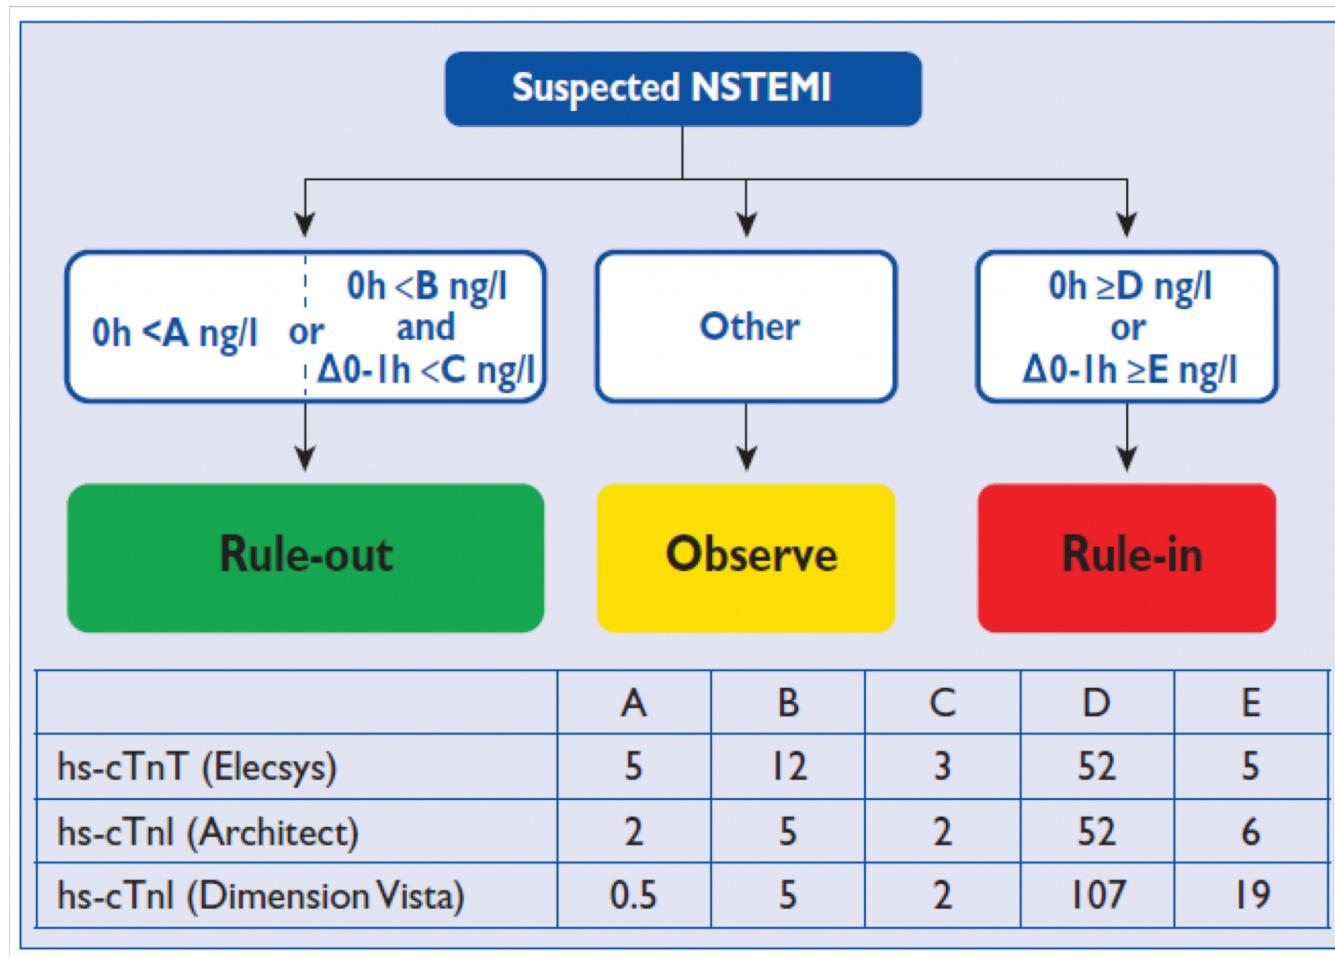 Suspected NSTEMI
0h <A ng/l
or
0h <B ng/l
and
Δ0-1h <C ng/l
Other
0h ≥D ng/l
or
Δ0-1h ≥E ng/l
Rule-out
Observe
Rule-in
A B C D E
hs-cTnT (Elecsys) 5 12 3 52 5
hs-cTnI (Architect) 2 5 2 52 6
hs-cTnI (Dimension Vista) 0.5 5 2 107 19